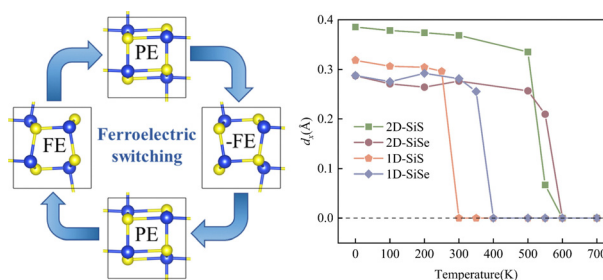 PE
FE
Ferroelectric
switching
-FE
PE
0.4
0.3
0.2
0.1
0.0
dx(Å)
2D-SiS
2D-SiSe
1D-SiS
1D-SiSe
0 100 200 300 400 500 600 700
Temperature(K)